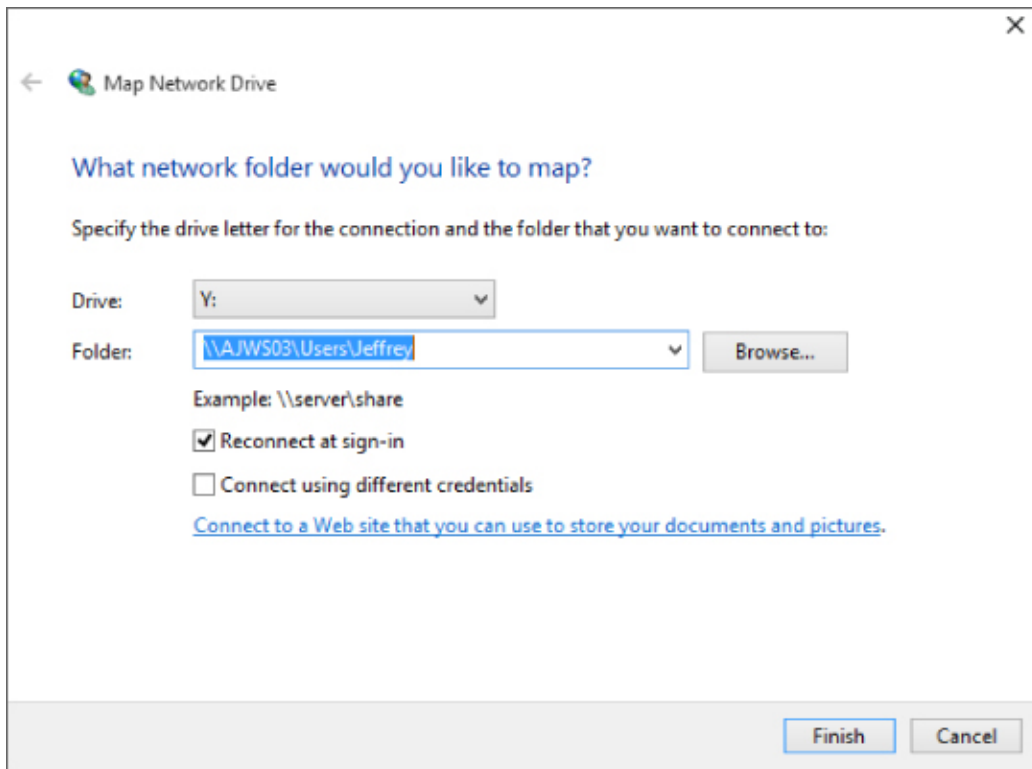 Map Network Drive
What network folder would you like to map?
Specify the drive letter for the connection and the folder that you want to connect to:
Drive: Y:
Folder: \\AJWS03\Users\Jeffrey Browse...
Example: \\server\share
Reconnect at sign-in
Connect using different credentials
Connect to a Web site that you can use to store your documents and pictures.
Finish Cancel